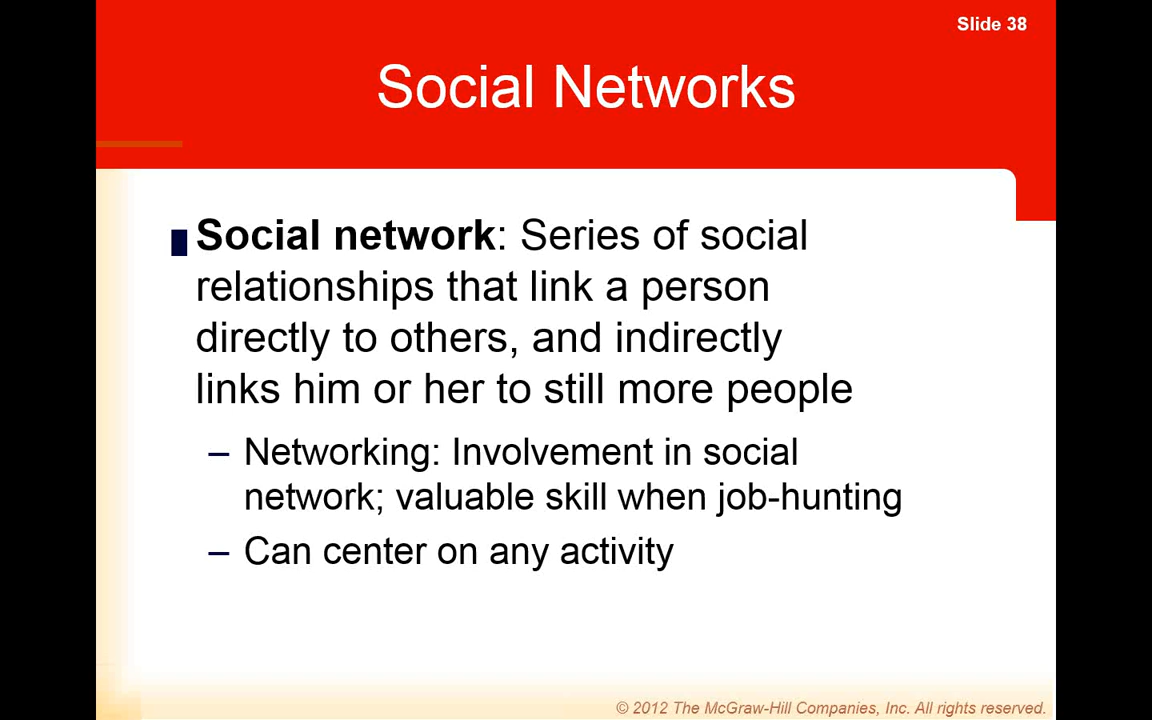 Slide 38
Social Networks
Social network: Series of social
relationships that link a person
directly to others, and indirectly
links him or her to still more people
– Networking: Involvement in social
network; valuable skill when job-hunting
– Can center on any activity
© 2012 The McGraw-Hill Companies, Inc. All rights reserved.